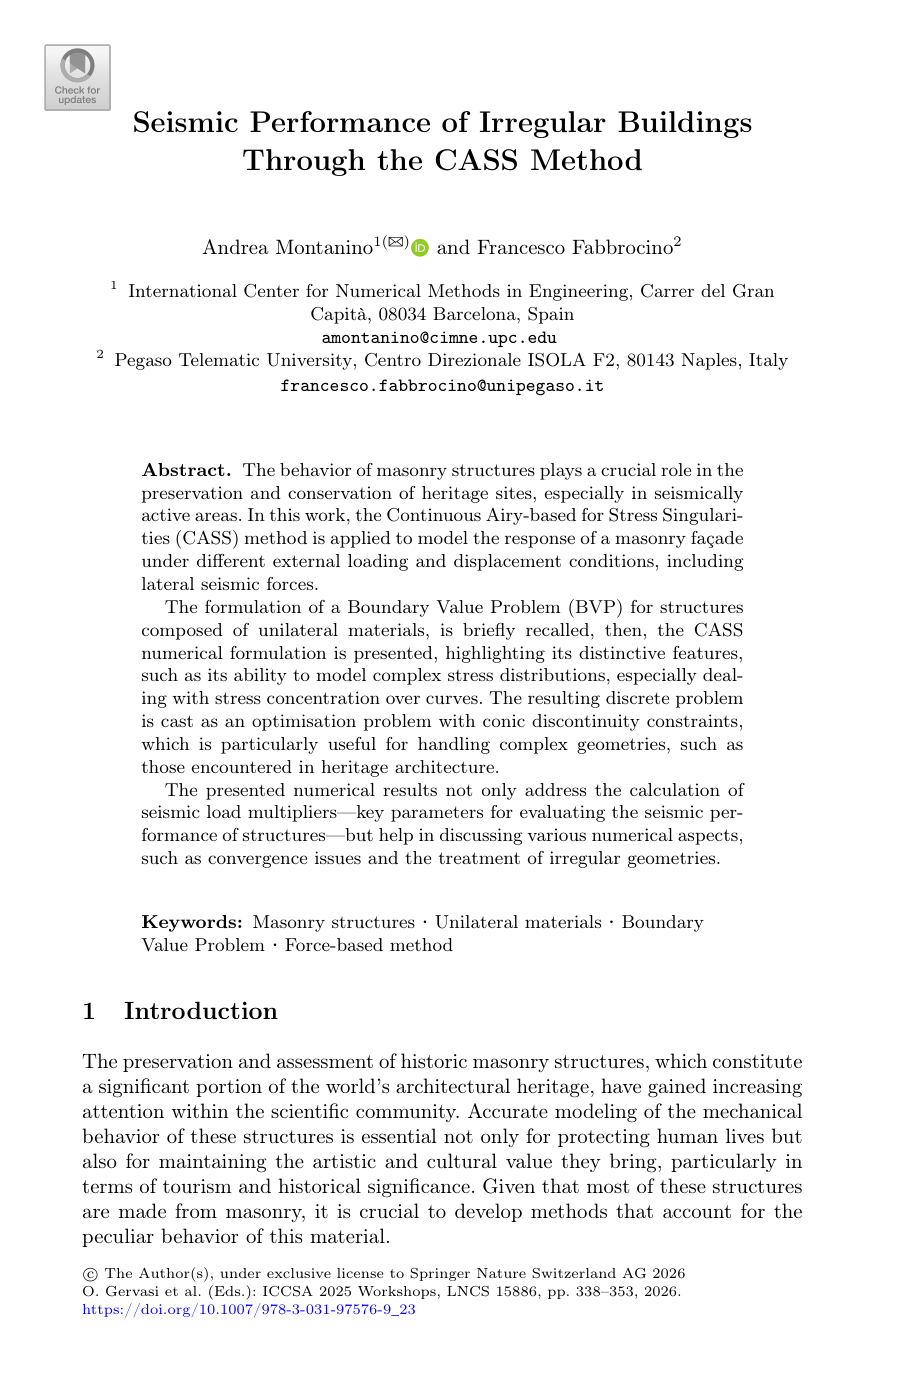 Check for
updates
Seismic Performance of Irregular Buildings
Through the CASS Method
Andrea Montanino1(✉) iD and Francesco Fabbrocino2
1 International Center for Numerical Methods in Engineering, Carrer del Gran
Capità, 08034 Barcelona, Spain
amontanino@cimne.upc.edu
2 Pegaso Telematic University, Centro Direzionale ISOLA F2, 80143 Naples, Italy
francesco.fabbrocino@unipegaso.it
Abstract. The behavior of masonry structures plays a crucial role in the
preservation and conservation of heritage sites, especially in seismically
active areas. In this work, the Continuous Airy-based for Stress Singulari-
ties (CASS) method is applied to model the response of a masonry façade
under different external loading and displacement conditions, including
lateral seismic forces.
The formulation of a Boundary Value Problem (BVP) for structures
composed of unilateral materials, is briefly recalled, then, the CASS
numerical formulation is presented, highlighting its distinctive features,
such as its ability to model complex stress distributions, especially deal-
ing with stress concentration over curves. The resulting discrete problem
is cast as an optimisation problem with conic discontinuity constraints,
which is particularly useful for handling complex geometries, such as
those encountered in heritage architecture.
The presented numerical results not only address the calculation of
seismic load multipliers—key parameters for evaluating the seismic per-
formance of structures—but help in discussing various numerical aspects,
such as convergence issues and the treatment of irregular geometries.
Keywords: Masonry structures · Unilateral materials · Boundary
Value Problem · Force-based method
1 Introduction
The preservation and assessment of historic masonry structures, which constitute
a significant portion of the world's architectural heritage, have gained increasing
attention within the scientific community. Accurate modeling of the mechanical
behavior of these structures is essential not only for protecting human lives but
also for maintaining the artistic and cultural value they bring, particularly in
terms of tourism and historical significance. Given that most of these structures
are made from masonry, it is crucial to develop methods that account for the
peculiar behavior of this material.
© The Author(s), under exclusive license to Springer Nature Switzerland AG 2026
O. Gervasi et al. (Eds.): ICCSA 2025 Workshops, LNCS 15886, pp. 338–353, 2026.
https://doi.org/10.1007/978-3-031-97576-9_23